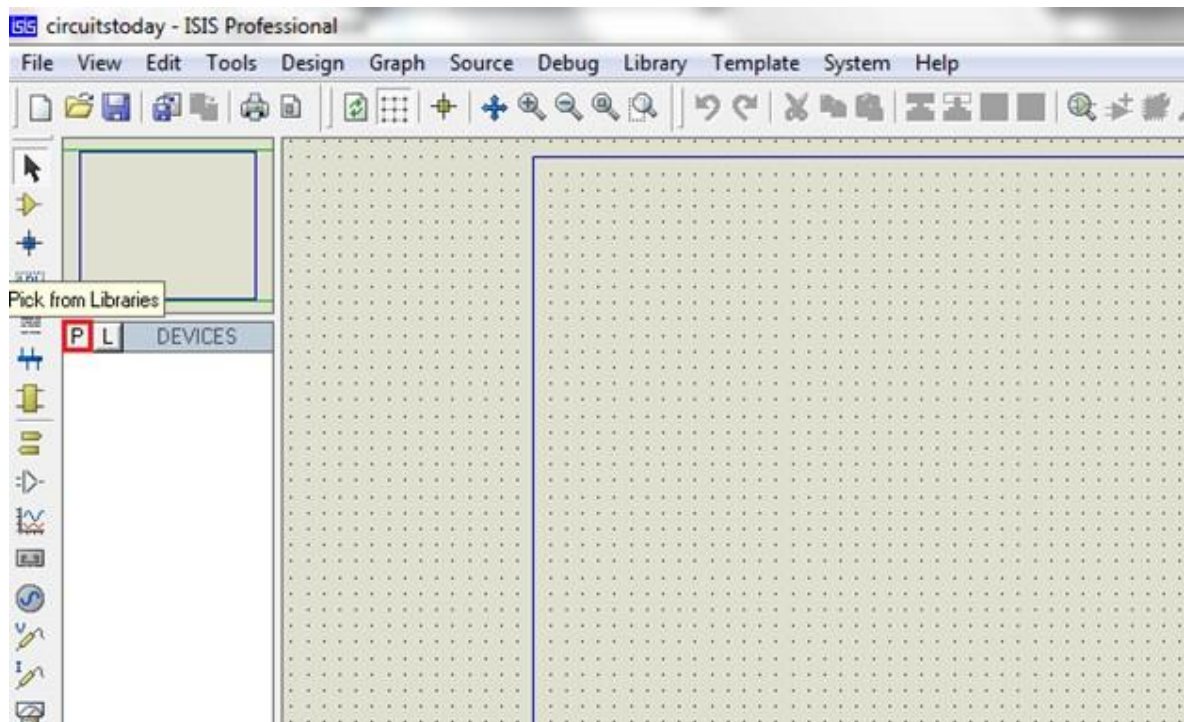 ISIS circuitstoday - ISIS Professional
File View Edit Tools Design Graph Source Debug Library Template System Help
Pick from Libraries
P L DEVICES